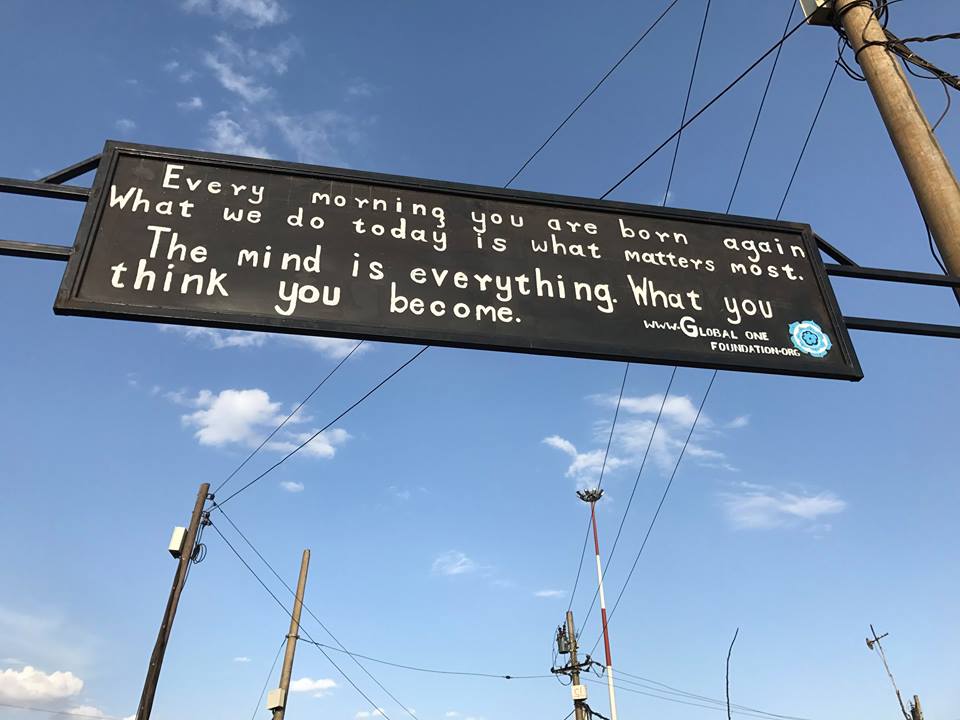 Every morning you are born again
What we do today is what matters most.
The mind is everything. What you
think you become.
www.Global one
Foundation.org